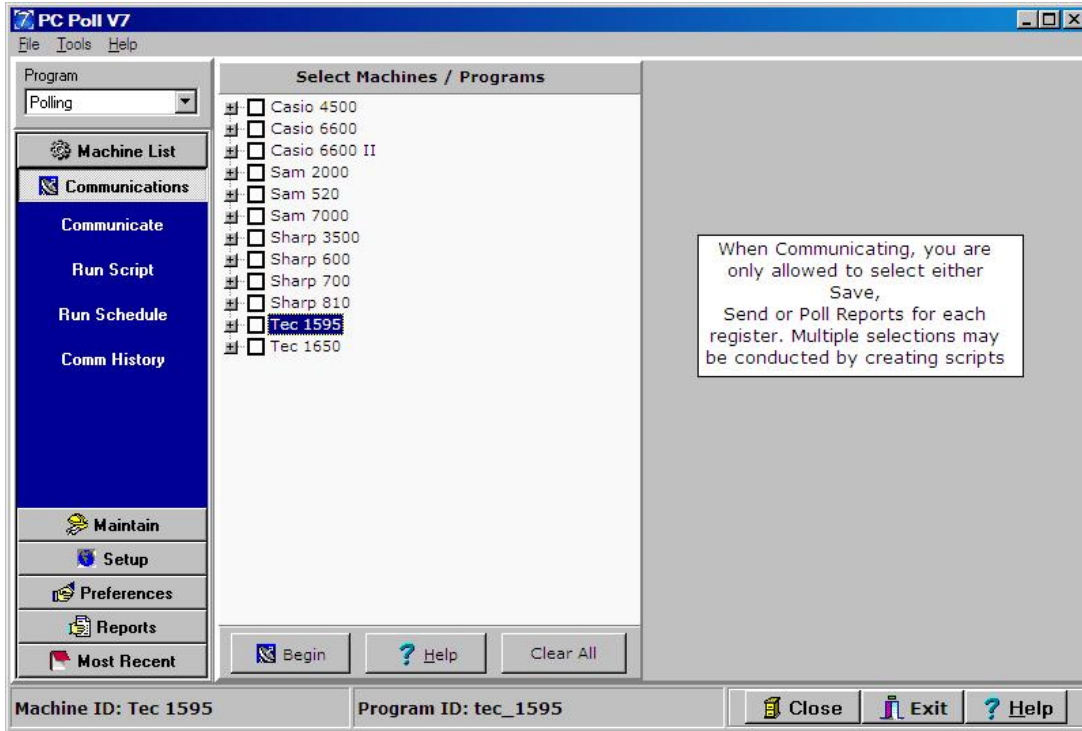 PC Poll V7
File Tools Help
Program
Polling
Machine List
Communications
Communicate
Run Script
Run Schedule
Comm History
Maintain
Setup
Preferences
Reports
Most Recent
Select Machines / Programs
Casio 4500
Casio 6600
Casio 6600 II
Sam 2000
Sam 520
Sam 7000
Sharp 3500
Sharp 600
Sharp 700
Sharp 810
Tec 1595
Tec 1650
Begin Help Clear All
When Communicating, you are
only allowed to select either
Save,
Send or Poll Reports for each
register. Multiple selections may
be conducted by creating scripts
Machine ID: Tec 1595 Program ID: tec_1595 Close Exit Help